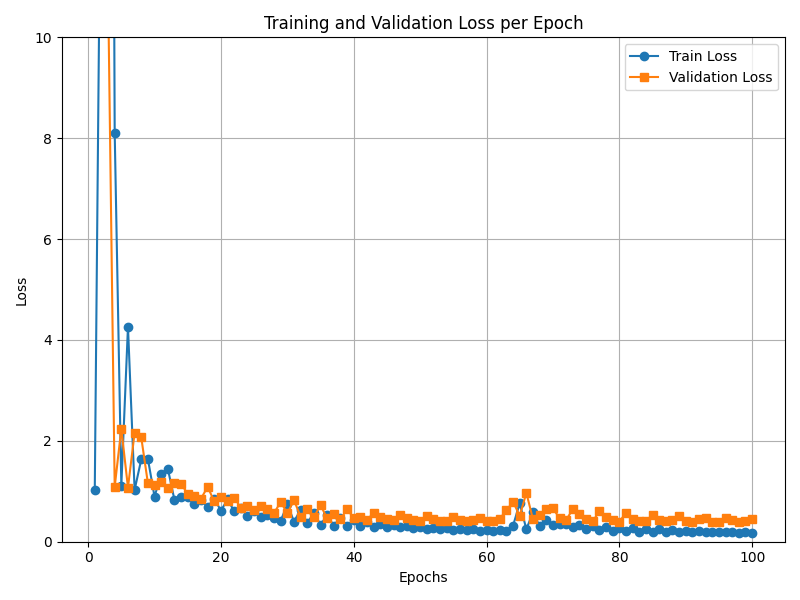 Training and Validation Loss per Epoch
10
8
6
4
2
0
Loss
Train Loss
Validation Loss
0 20 40 60 80 100
Epochs